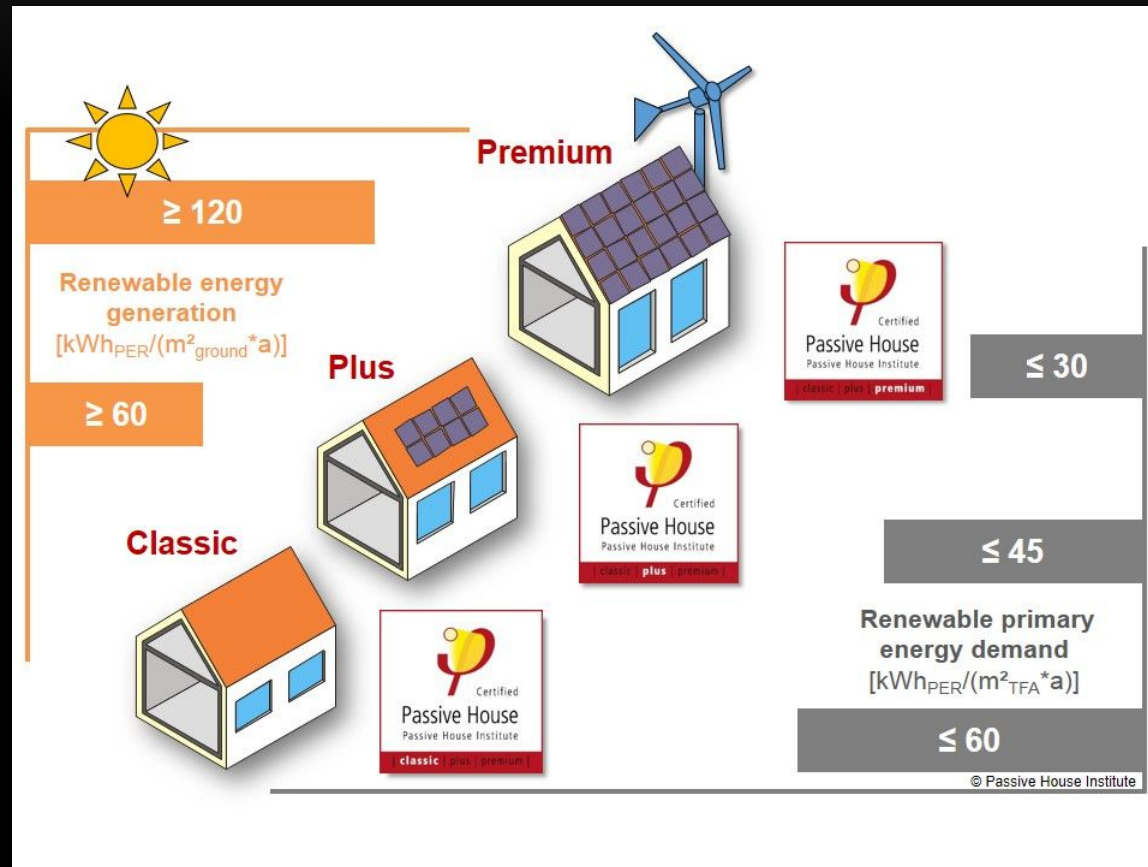 Premium
≥ 120
Renewable energy
generation
[kWhPER/(m²ground*a)]
≥ 60
Plus
Classic
Certified
Passive House
Passive House Institute
| classic | plus | premium |
≤ 30
Certified
Passive House
Passive House Institute
| classic | plus | premium |
≤ 45
Renewable primary
energy demand
[kWhPER/(m²TFA*a)]
Certified
Passive House
Passive House Institute
| classic | plus | premium |
≤ 60
© Passive House Institute